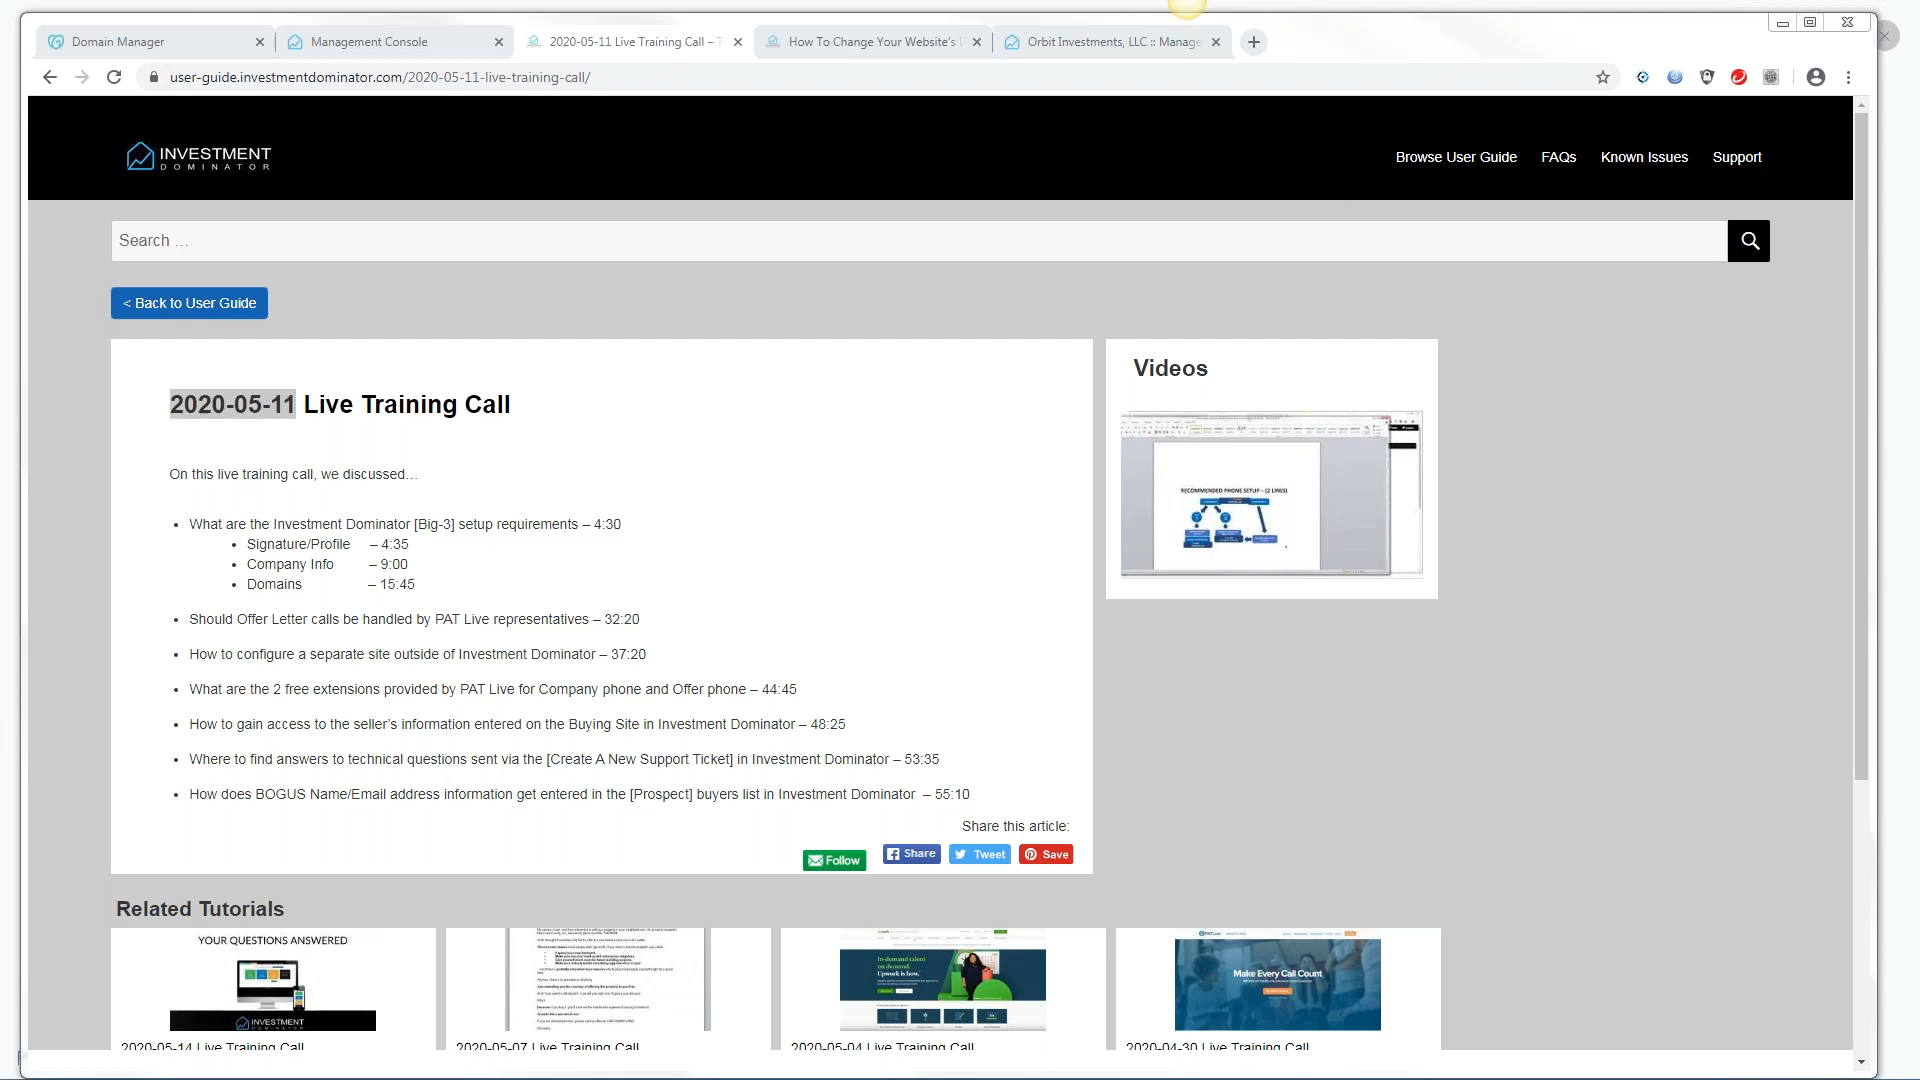 Domain Manager
Management Console
2020-05-11 Live Training Call – T
How To Change Your Website's D
Orbit Investments, LLC :: Manage
user-guide.investmentdominator.com/2020-05-11-live-training-call/
INVESTMENT
DOMINATOR
Browse User Guide
FAQs
Known Issues
Support
Search …
< Back to User Guide
2020-05-11 Live Training Call
On this live training call, we discussed…
• What are the Investment Dominator [Big-3] setup requirements – 4:30
• Signature/Profile – 4:35
• Company Info – 9:00
• Domains – 15:45
• Should Offer Letter calls be handled by PAT Live representatives – 32:20
• How to configure a separate site outside of Investment Dominator – 37:20
• What are the 2 free extensions provided by PAT Live for Company phone and Offer phone – 44:45
• How to gain access to the seller's information entered on the Buying Site in Investment Dominator – 48:25
• Where to find answers to technical questions sent via the [Create A New Support Ticket] in Investment Dominator – 53:35
• How does BOGUS Name/Email address information get entered in the [Prospect] buyers list in Investment Dominator – 55:10
Share this article:
Follow
Share
Tweet
Save
Videos
RECOMMENDED PHONE SETUP – (2 LINES)
Related Tutorials
YOUR QUESTIONS ANSWERED
INVESTMENT
In-demand talent
on demand.
Upwork is how.
PATLive
Make Every Call Count
2020-05-14 Live Training Call
2020-05-07 Live Training Call
2020-05-04 Live Training Call
2020-04-30 Live Training Call